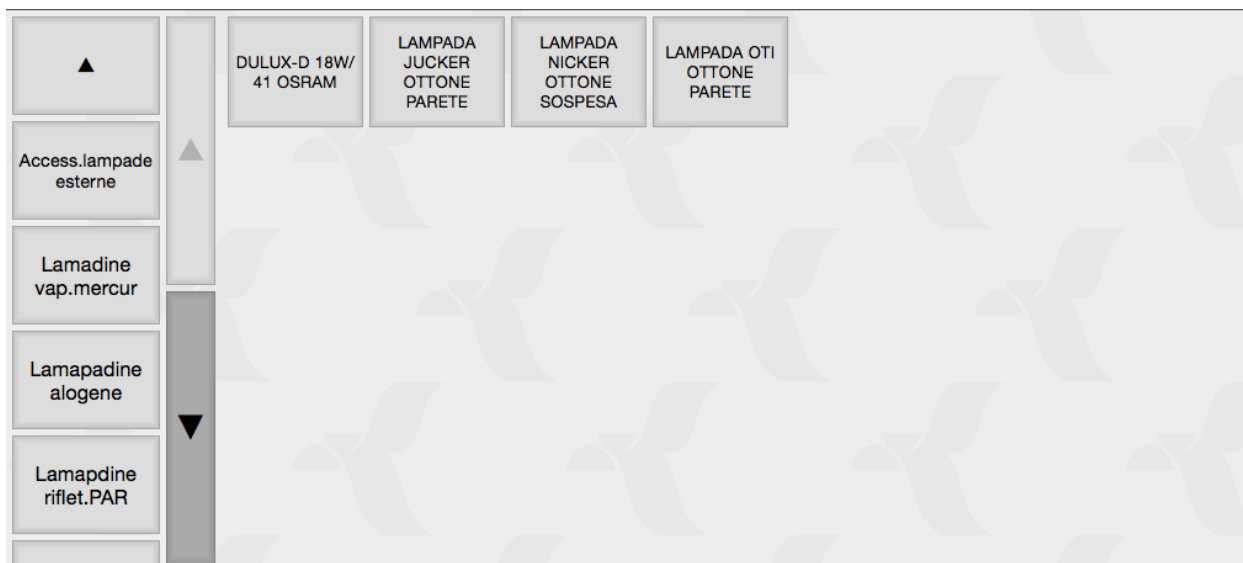 Access.lampade
esterne
Lamadine
vap.mercur
Lamapadine
alogene
Lamapdine
riflet.PAR
DULUX-D 18W/
41 OSRAM
LAMPADA
JUCKER
OTTONE
PARETE
LAMPADA
NICKER
OTTONE
SOSPESA
LAMPADA OTI
OTTONE
PARETE